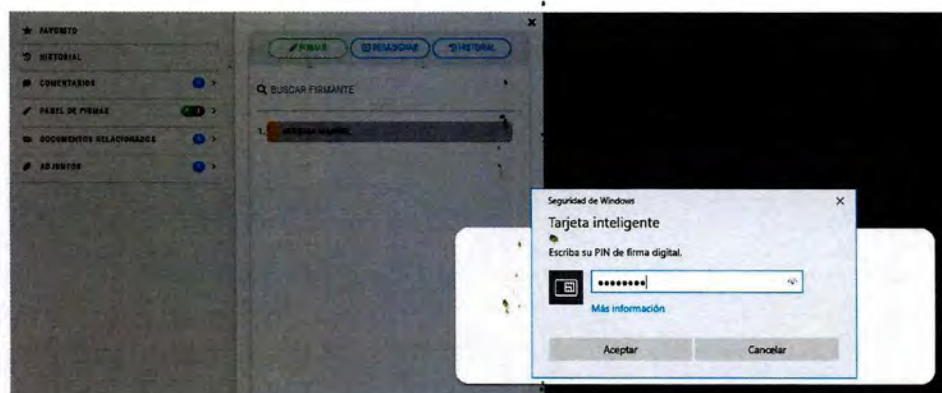 FAVORITO
HISTORIAL
COMENTARIOS
PANEL DE FIRMAS
DOCUMENTOS RELACIONADOS
ADJUNTOS
FIRMAR
REASIGNAR
HISTORIAL
BUSCAR FIRMANTE
1.
Seguridad de Windows
Tarjeta inteligente
Escriba su PIN de firma digital.
••••••••
Más información
Aceptar
Cancelar